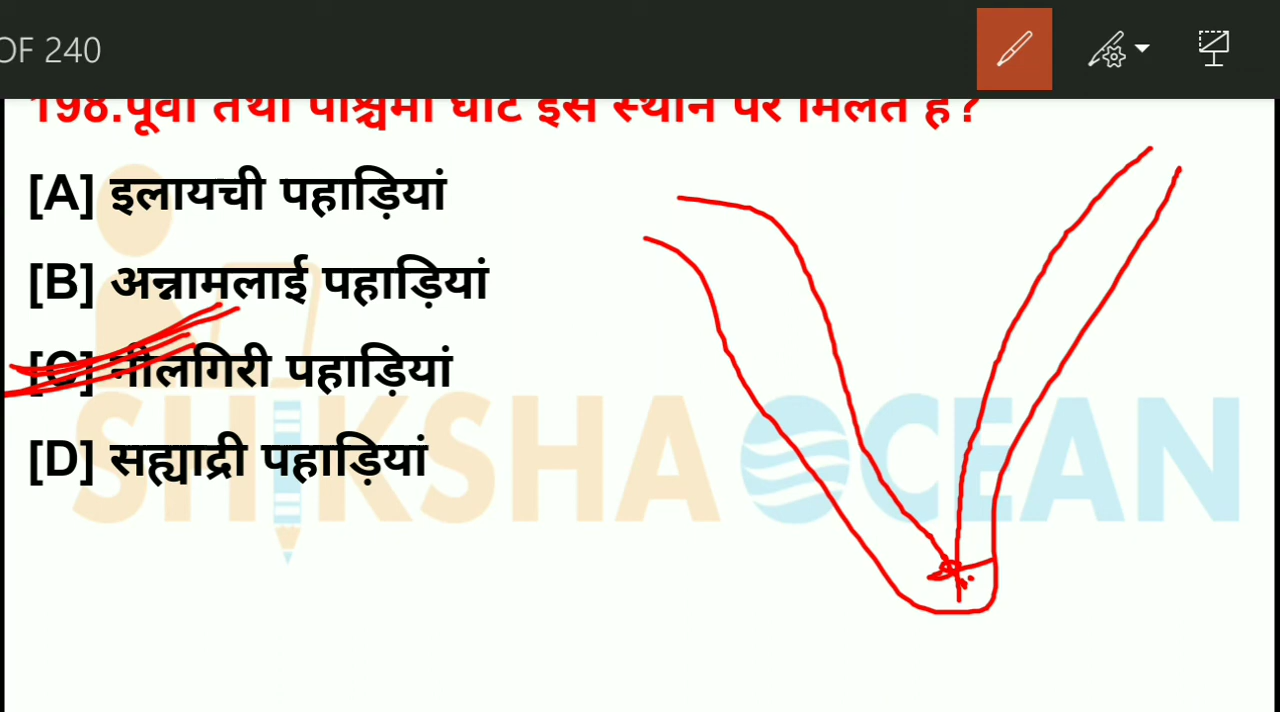 OF 240
198.पूर्वी तथा पश्चिमी घाट इस स्थान पर मिलते है?
[A] इलायची पहाड़ियां
[B] अन्नामलाई पहाड़ियां
[C] नीलगिरी पहाड़ियां
[D] सह्याद्री पहाड़ियां
SHIKSHA OCEAN